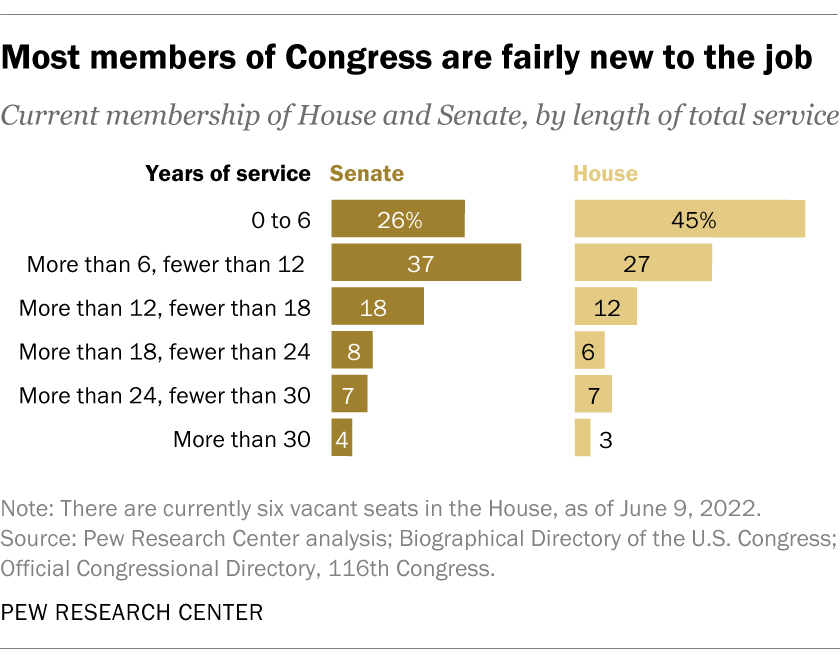 Most members of Congress are fairly new to the job
Current membership of House and Senate, by length of total service
Years of service Senate House
0 to 6 26% 45%
More than 6, fewer than 12 37 27
More than 12, fewer than 18 18 12
More than 18, fewer than 24 8 6
More than 24, fewer than 30 7 7
More than 30 4 3
Note: There are currently six vacant seats in the House, as of June 9, 2022.
Source: Pew Research Center analysis; Biographical Directory of the U.S. Congress;
Official Congressional Directory, 116th Congress.
PEW RESEARCH CENTER